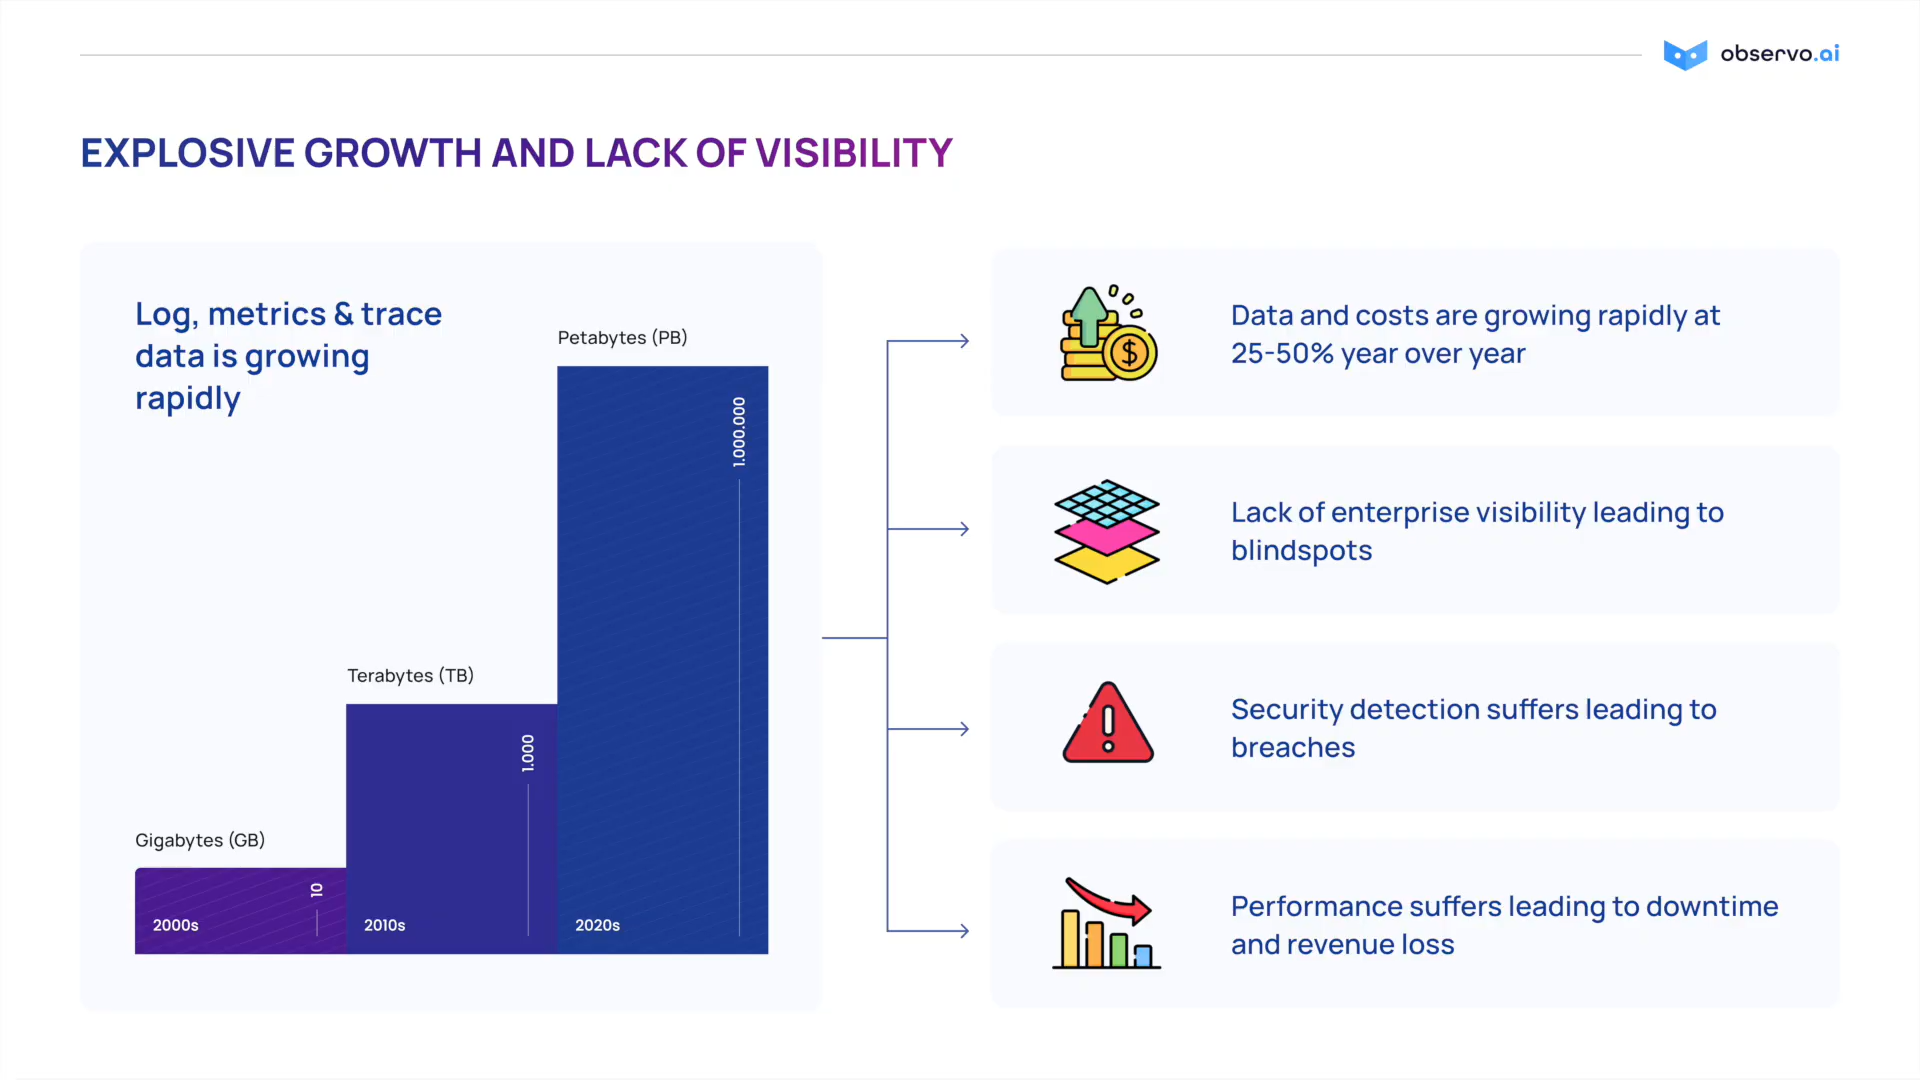 observo.ai
EXPLOSIVE GROWTH AND LACK OF VISIBILITY
Log, metrics & trace
data is growing
rapidly
Petabytes (PB)
1.000.000
2020s
Terabytes (TB)
1.000
2010s
Gigabytes (GB)
10
2000s
Data and costs are growing rapidly at
25-50% year over year
Lack of enterprise visibility leading to
blindspots
Security detection suffers leading to
breaches
Performance suffers leading to downtime
and revenue loss